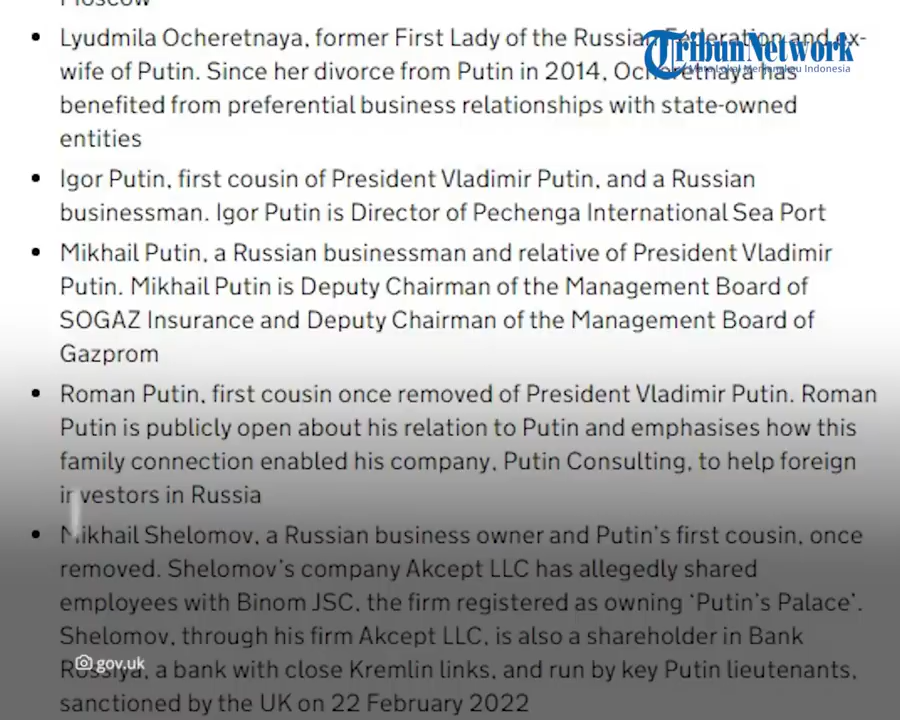 Moscow
Lyudmila Ocheretnaya, former First Lady of the Russian Federation and ex-
wife of Putin. Since her divorce from Putin in 2014, Ocheretnaya has
benefited from preferential business relationships with state-owned
entities
Igor Putin, first cousin of President Vladimir Putin, and a Russian
businessman. Igor Putin is Director of Pechenga International Sea Port
Mikhail Putin, a Russian businessman and relative of President Vladimir
Putin. Mikhail Putin is Deputy Chairman of the Management Board of
SOGAZ Insurance and Deputy Chairman of the Management Board of
Gazprom
Roman Putin, first cousin once removed of President Vladimir Putin. Roman
Putin is publicly open about his relation to Putin and emphasises how this
family connection enabled his company, Putin Consulting, to help foreign
investors in Russia
Mikhail Shelomov, a Russian business owner and Putin's first cousin, once
removed. Shelomov's company Akcept LLC has allegedly shared
employees with Binom JSC, the firm registered as owning 'Putin's Palace'.
Shelomov, through his firm Akcept LLC, is also a shareholder in Bank
Rossiya, a bank with close Kremlin links, and run by key Putin lieutenants,
sanctioned by the UK on 22 February 2022
Tribun Network
Mata Lokal Menjangkau Indonesia
gov.uk